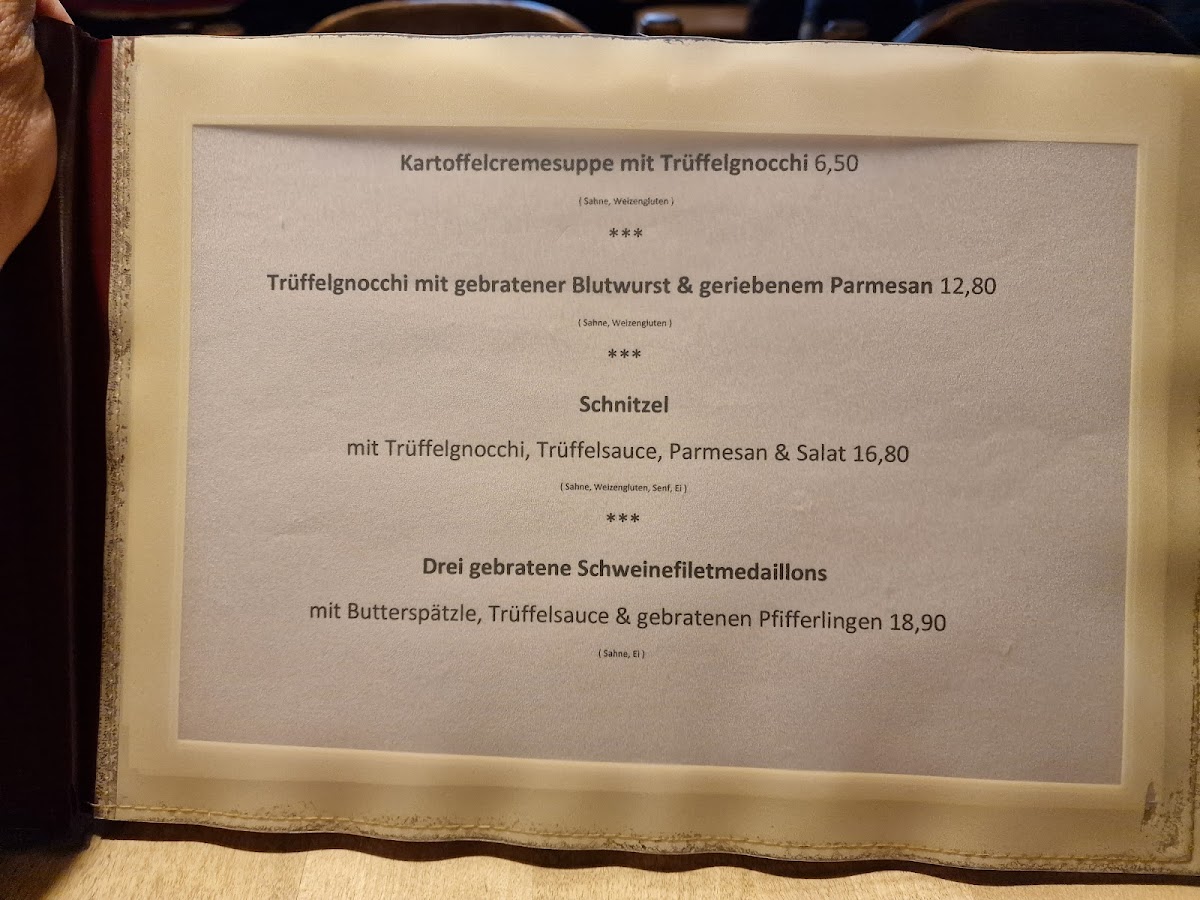 Kartoffelcremesuppe mit Trüffelgnocchi 6,50
( Sahne, Weizengluten )
***
Trüffelgnocchi mit gebratener Blutwurst & geriebenem Parmesan 12,80
( Sahne, Weizengluten )
***
Schnitzel
mit Trüffelgnocchi, Trüffelsauce, Parmesan & Salat 16,80
( Sahne, Weizengluten, Senf, Ei )
***
Drei gebratene Schweinefiletmedaillons
mit Butterspätzle, Trüffelsauce & gebratenen Pfifferlingen 18,90
( Sahne, Ei )